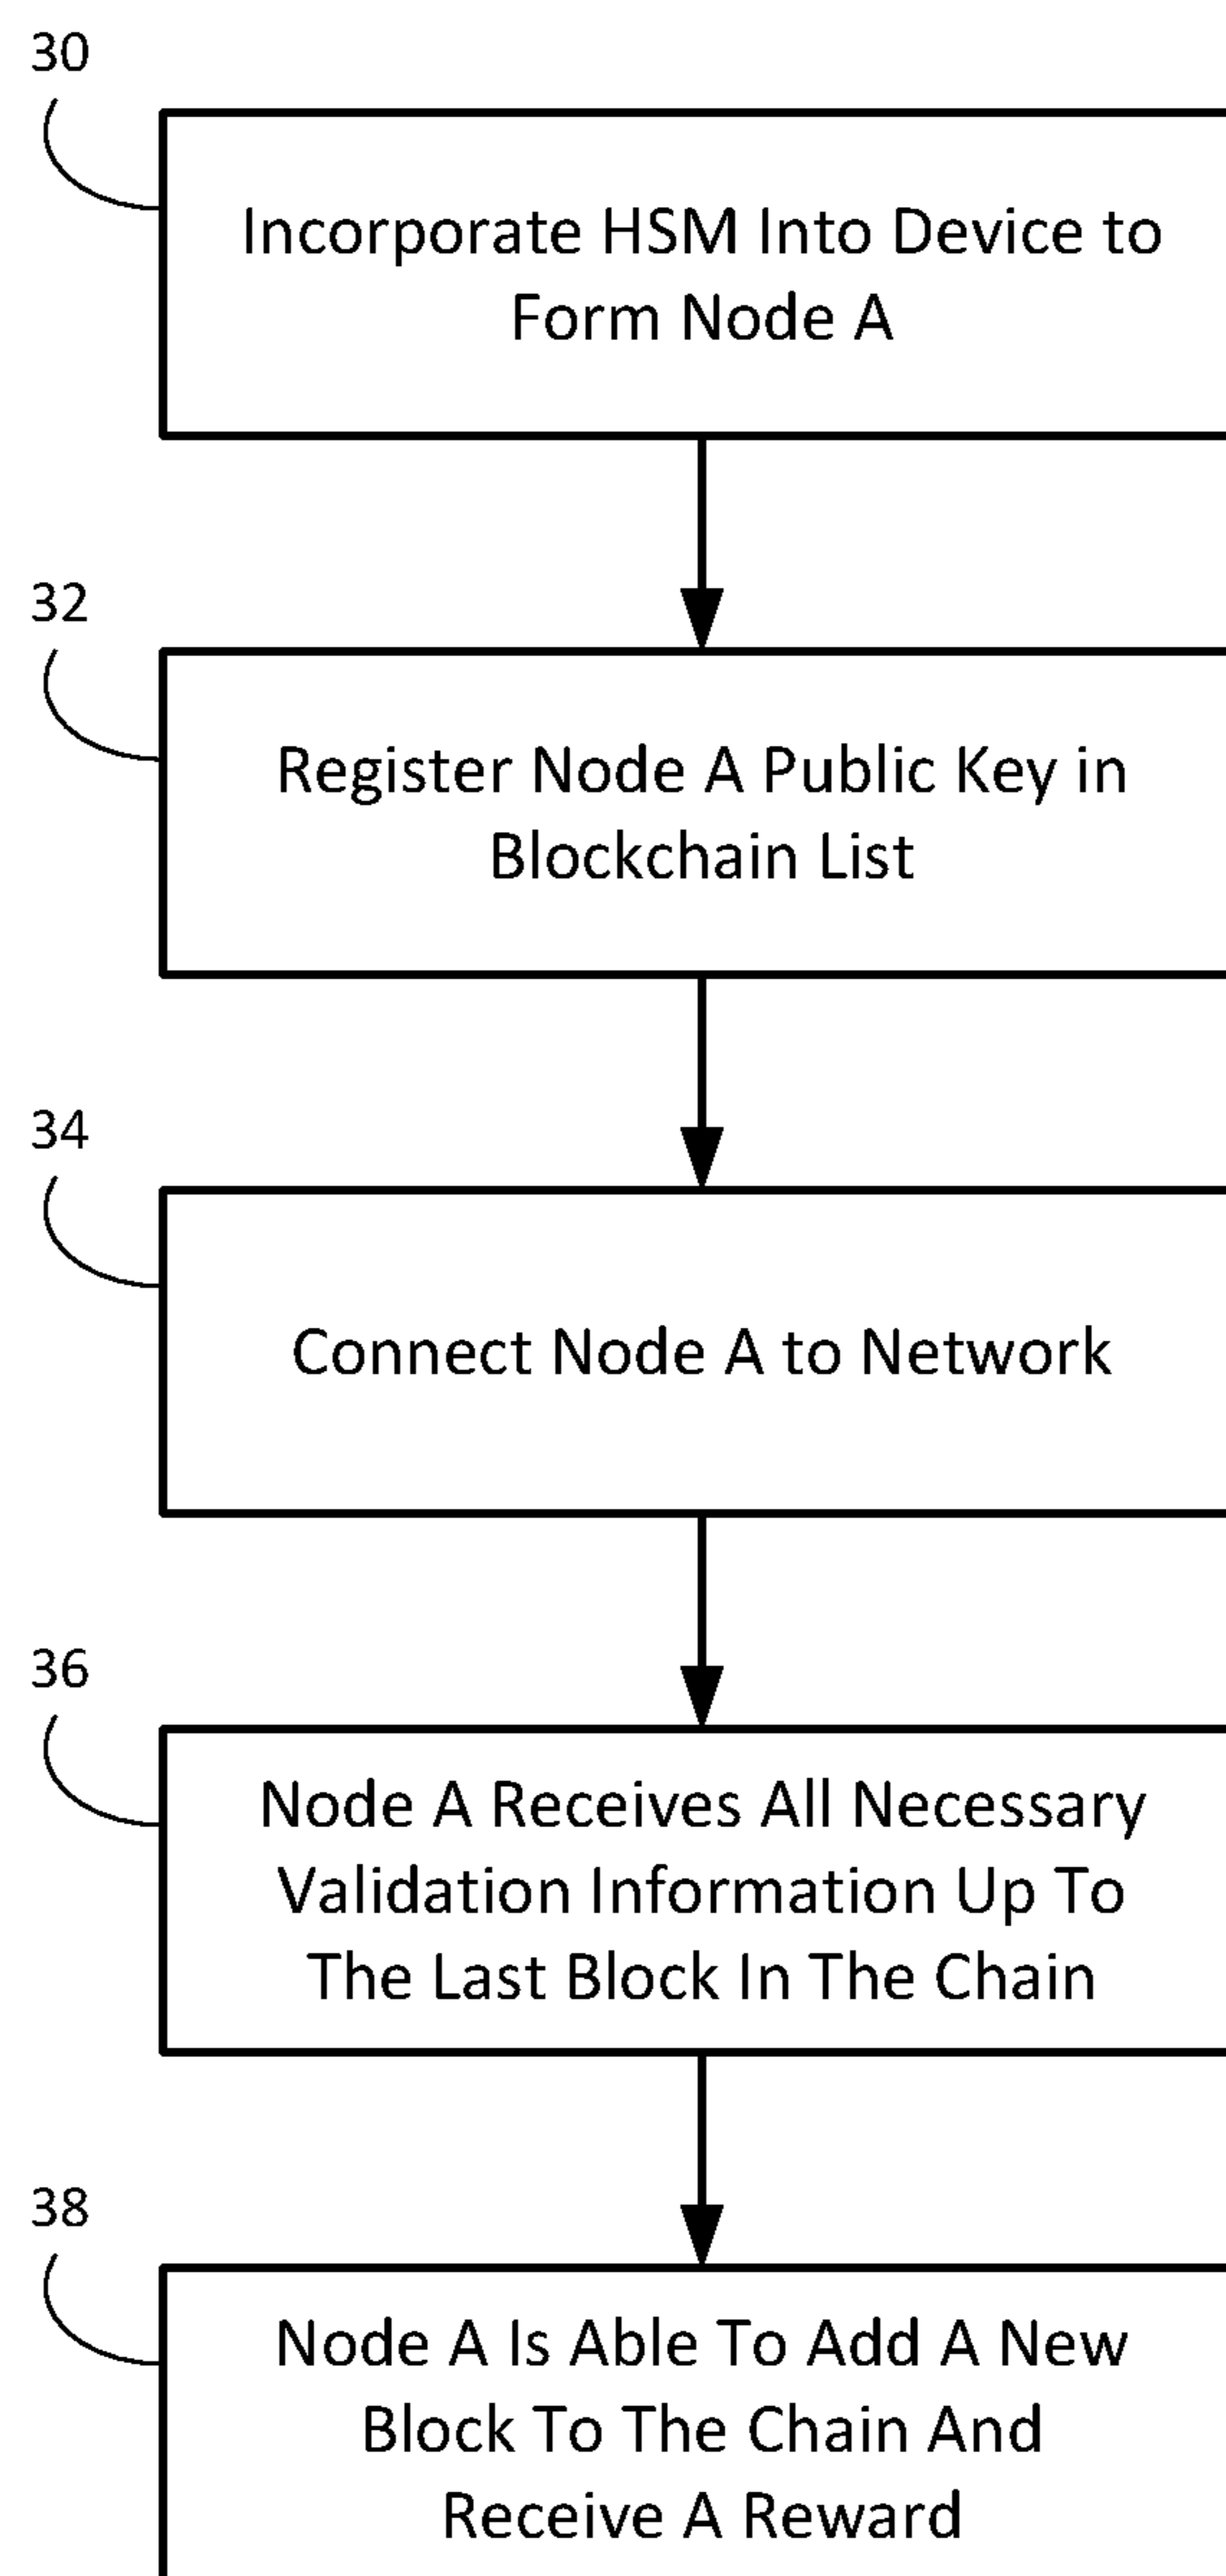 30
Incorporate HSM Into Device to
Form Node A
32
Register Node A Public Key in
Blockchain List
34
Connect Node A to Network
36
Node A Receives All Necessary
Validation Information Up To
The Last Block In The Chain
38
Node A Is Able To Add A New
Block To The Chain And
Receive A Reward